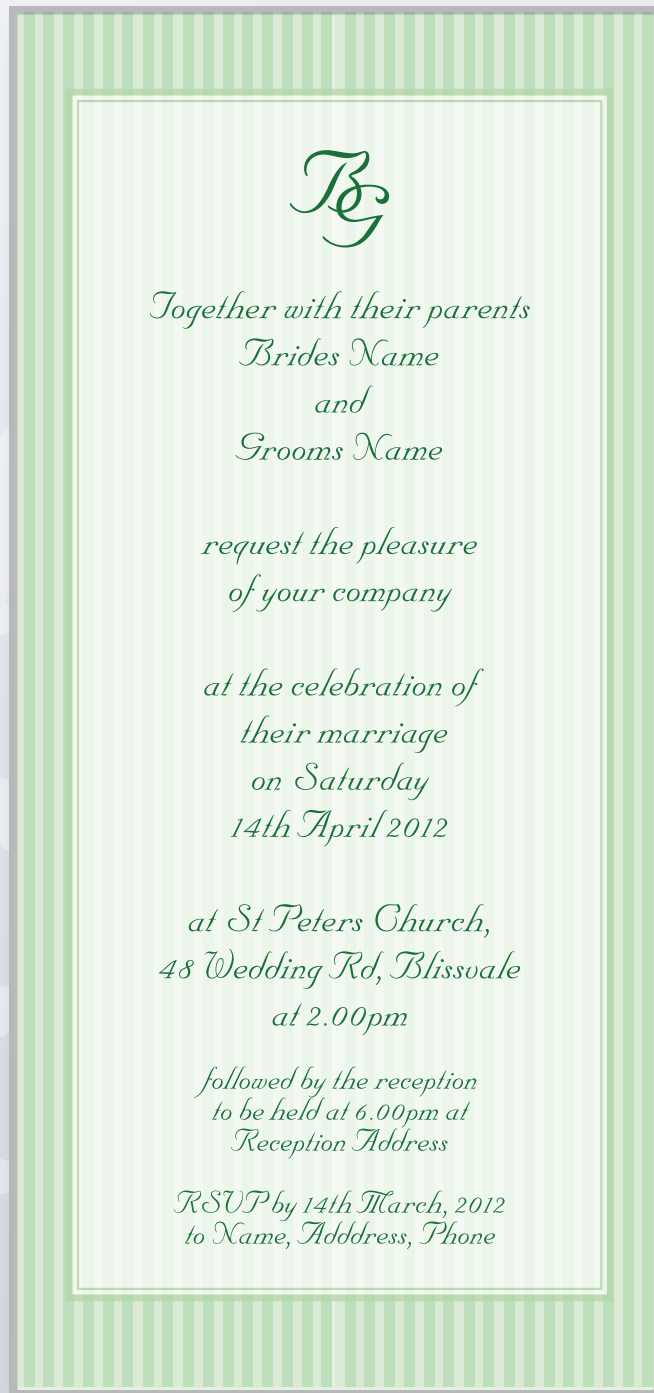 BG
Together with their parents
Brides Name
and
Grooms Name
request the pleasure
of your company
at the celebration of
their marriage
on Saturday
14th April 2012
at St Peters Church,
48 Wedding Rd, Blissvale
at 2.00pm
followed by the reception
to be held at 6.00pm at
Reception Address
RSVP by 14th March, 2012
to Name, Adddress, Phone